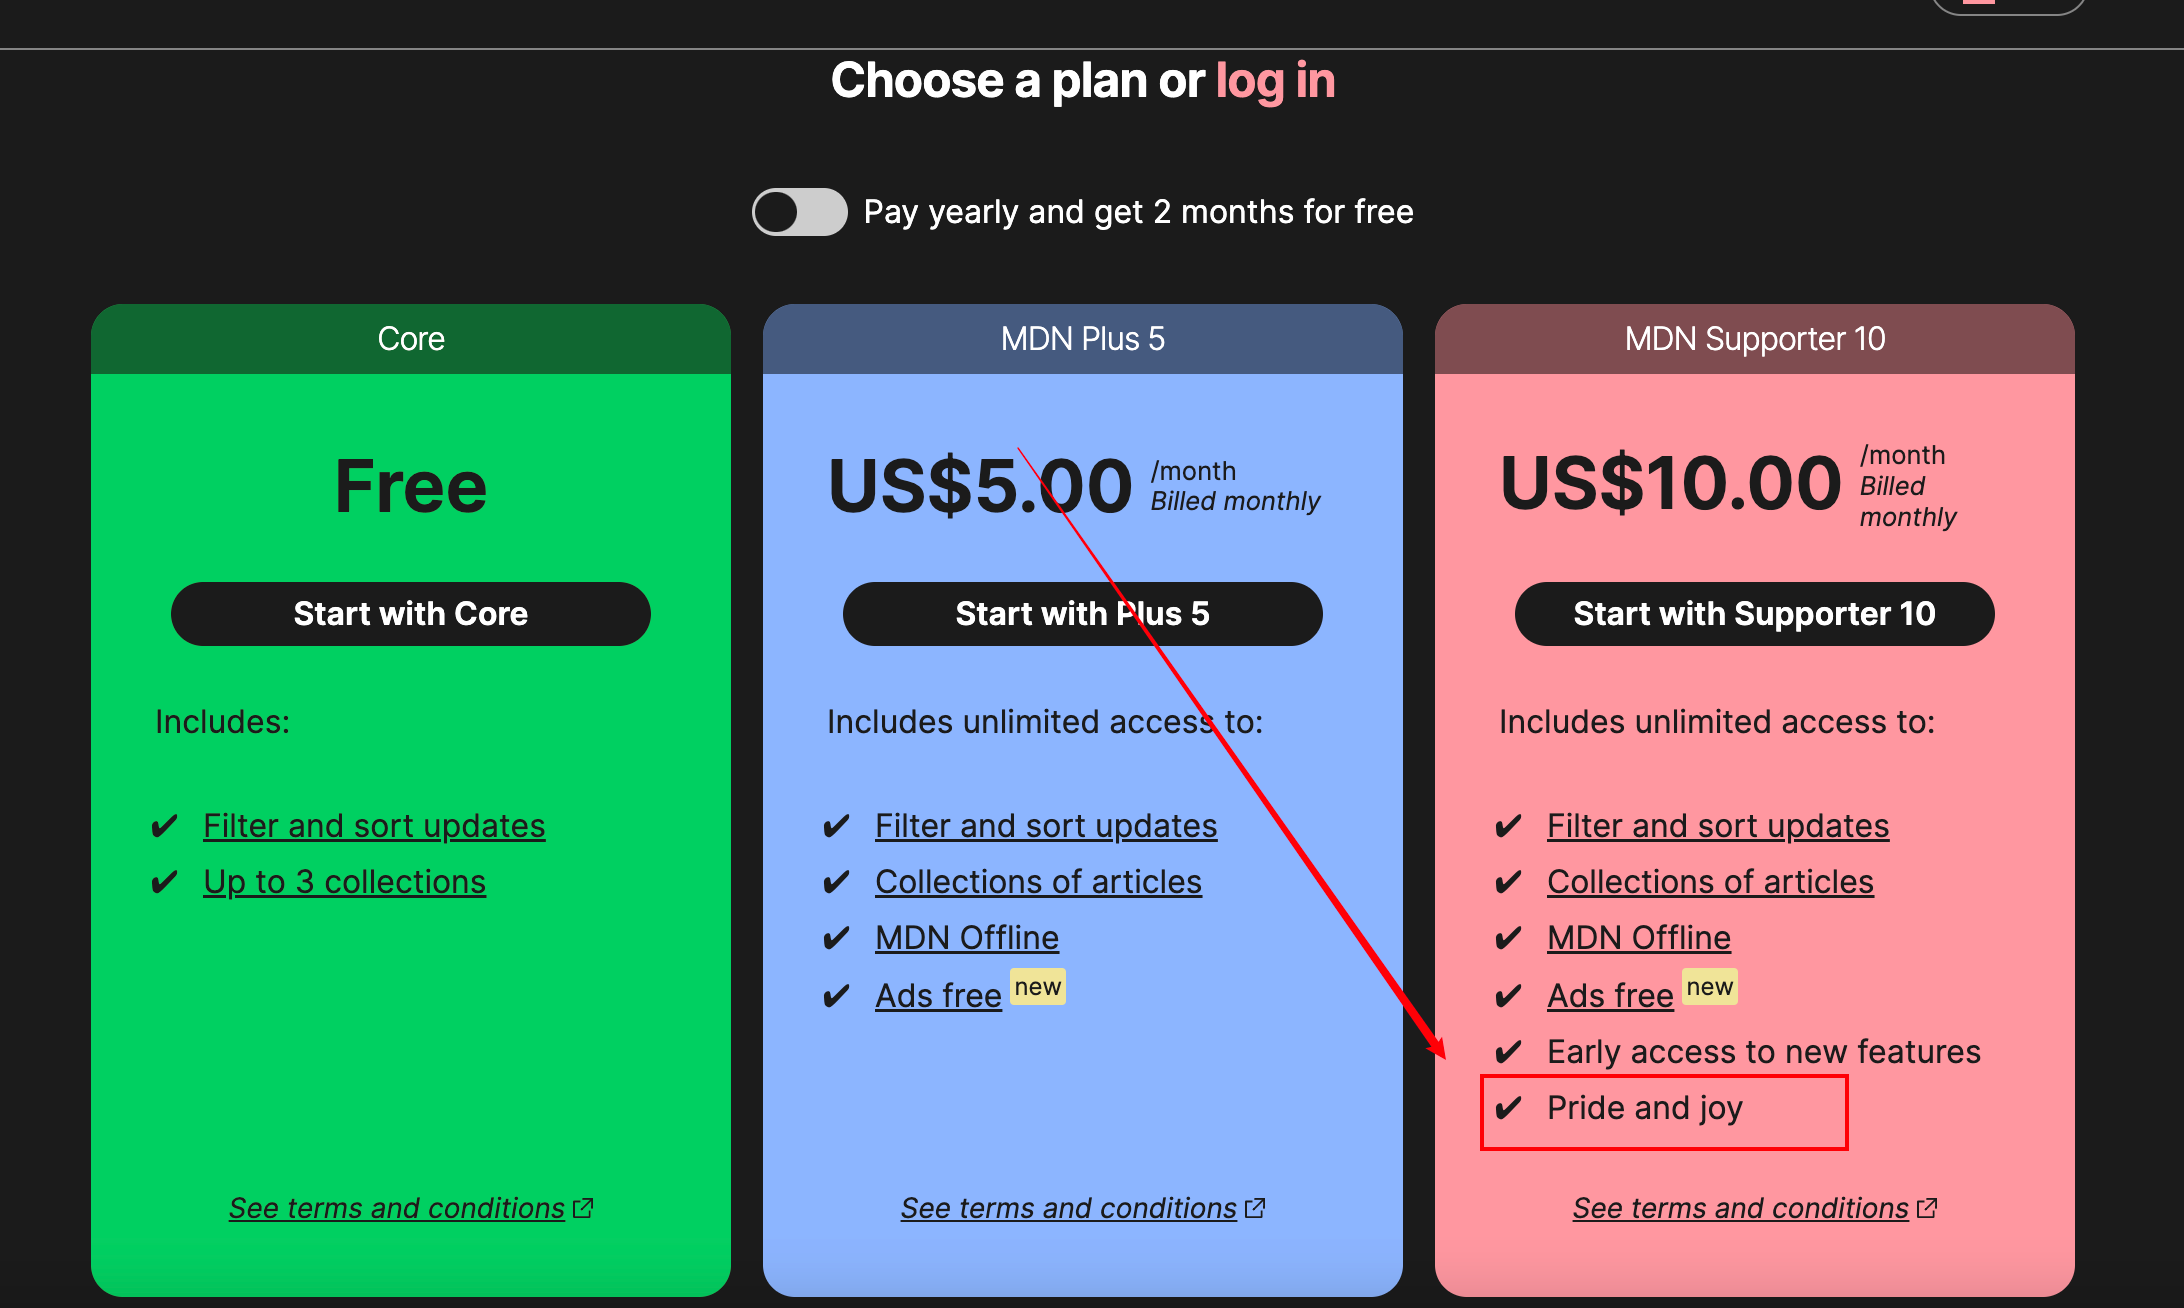 Choose a plan or log in
Pay yearly and get 2 months for free
Core
Free
Start with Core
Includes:
✔ Filter and sort updates
✔ Up to 3 collections
See terms and conditions
MDN Plus 5
US$5.00 /month
Billed monthly
Start with Plus 5
Includes unlimited access to:
✔ Filter and sort updates
✔ Collections of articles
✔ MDN Offline
✔ Ads free new
See terms and conditions
MDN Supporter 10
US$10.00 /month
Billed
monthly
Start with Supporter 10
Includes unlimited access to:
✔ Filter and sort updates
✔ Collections of articles
✔ MDN Offline
✔ Ads free new
✔ Early access to new features
✔ Pride and joy
See terms and conditions